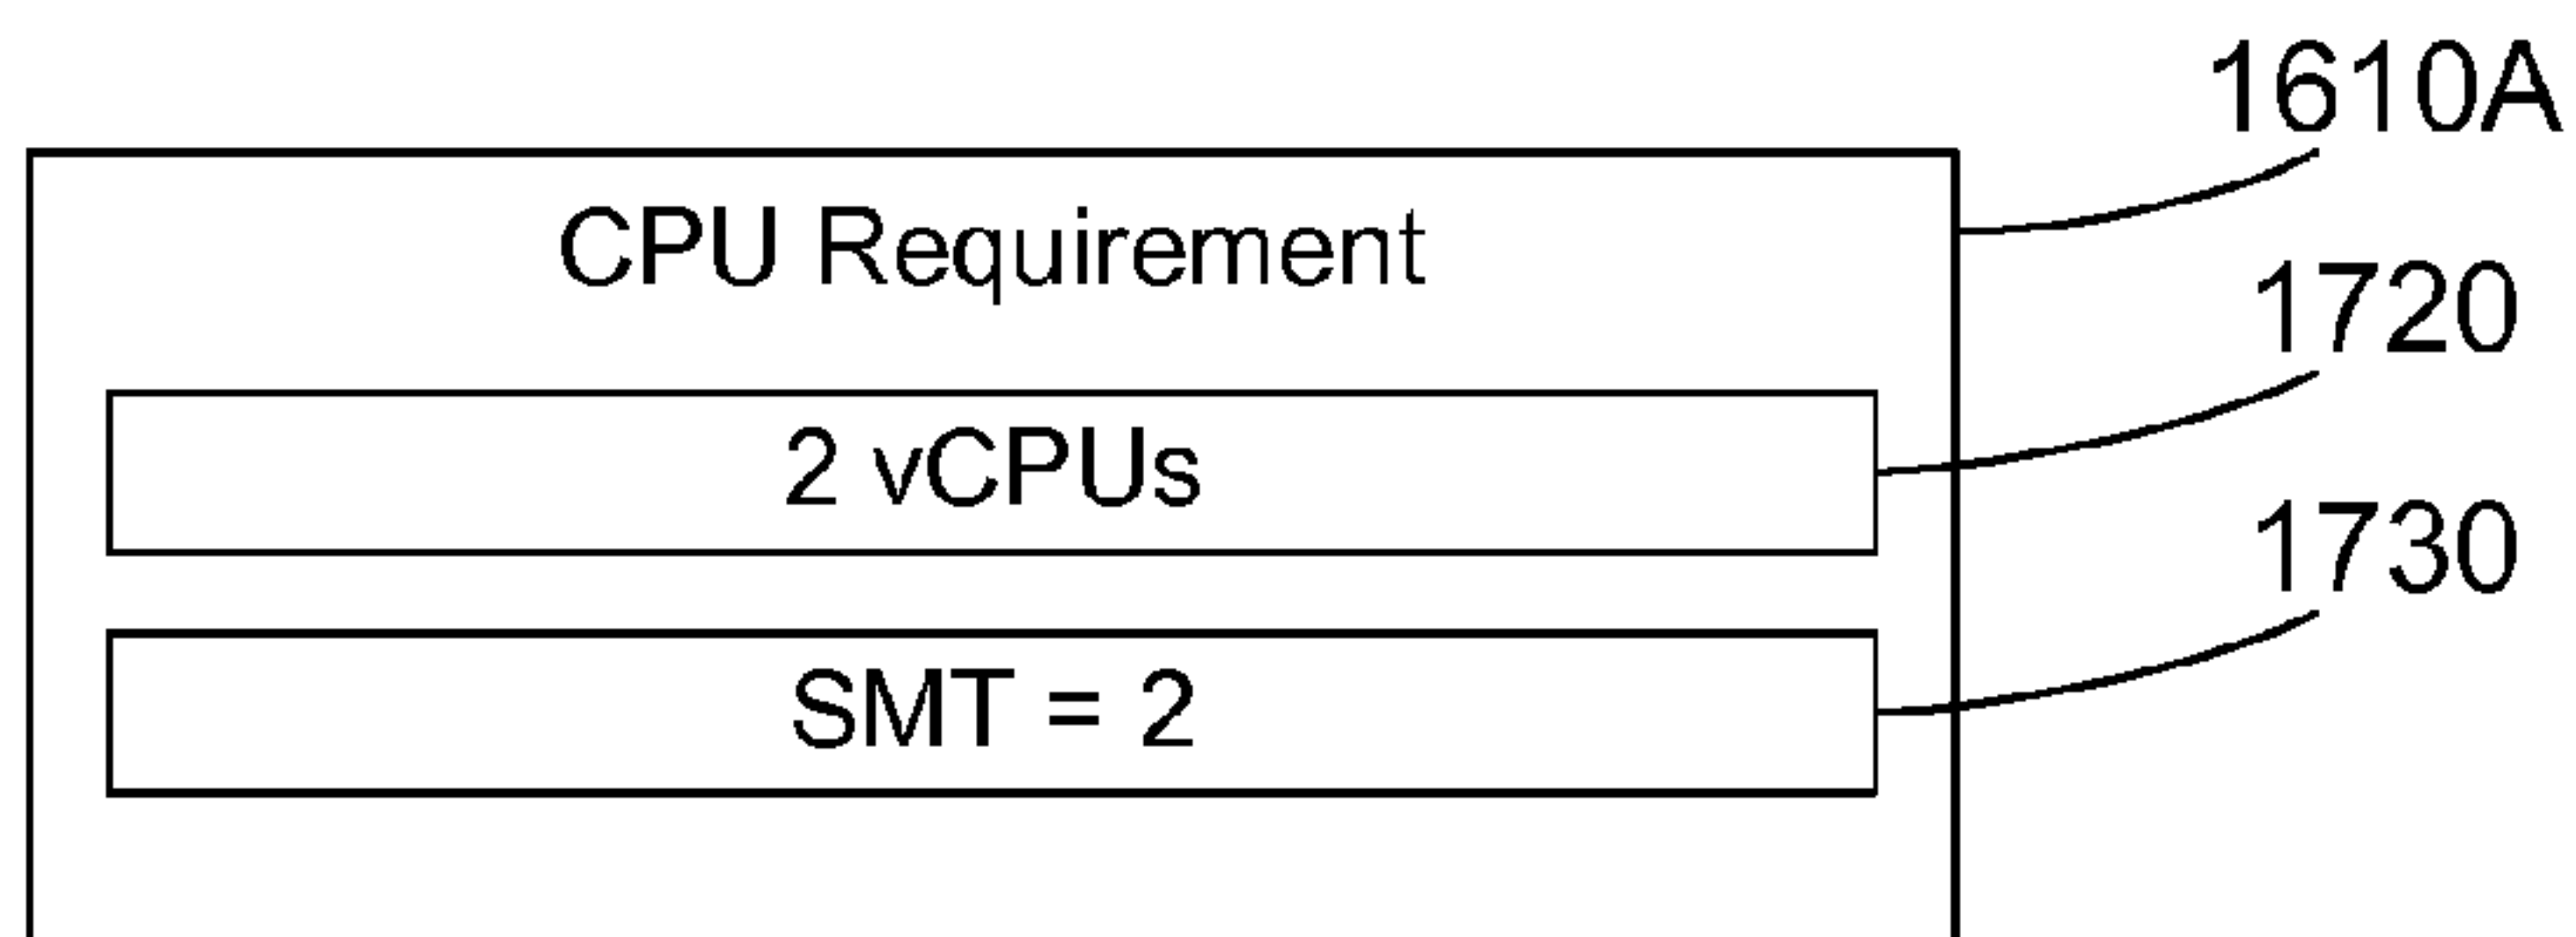 1610A
CPU Requirement
1720
2 vCPUs
1730
SMT = 2